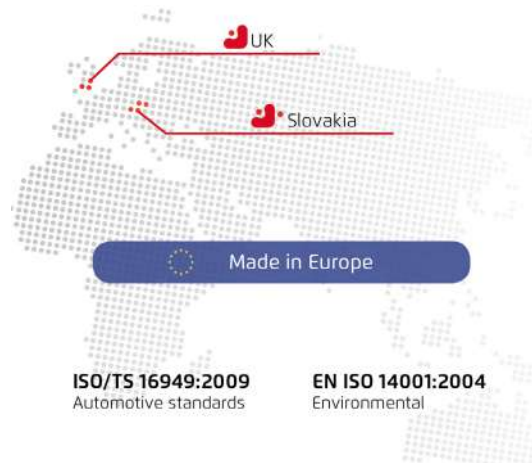 UK
Slovakia
Made in Europe
ISO/TS 16949:2009
Automotive standards
EN ISO 14001:2004
Environmental